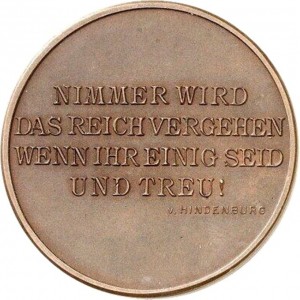 NIMMER WIRD
DAS REICH VERGEHEN
WENN IHR EINIG SEID
UND TREU!
v. HINDENBURG